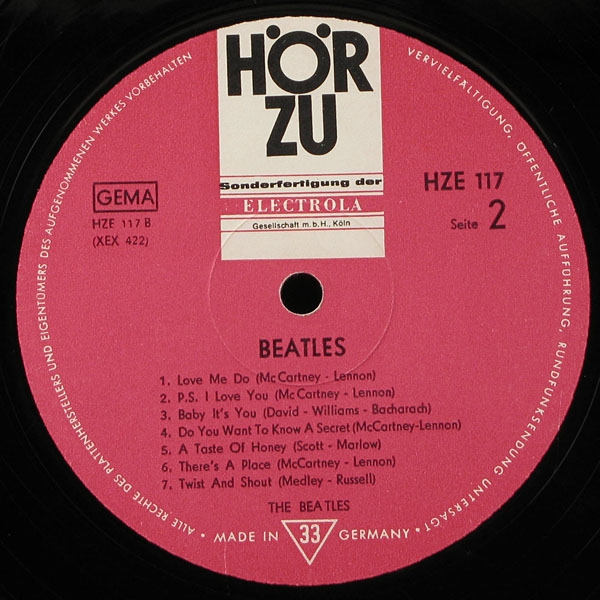 HÖR
ZU
Sonderfertigung der
ELECTROLA
Gesellschaft m.b.H., Köln
GEMA
HZE 117 B
(XEX 422)
HZE 117
Seite 2
BEATLES
1. Love Me Do (McCartney - Lennon)
2. P.S. I Love You (McCartney - Lennon)
3. Baby It's You (David - Williams - Bacharach)
4. Do You Want To Know A Secret (McCartney-Lennon)
5. A Taste Of Honey (Scott - Marlow)
6. There's A Place (McCartney - Lennon)
7. Twist And Shout (Medley - Russell)
THE BEATLES
ALLE RECHTE DES PLATTENHERSTELLERS UND EIGENTÜMERS DES AUFGENOMMENEN WERKES VORBEHALTEN
VERVIELFÄLTIGUNG, ÖFFENTLICHE AUFFÜHRUNG, RUNDFUNKSENDUNG UNTERSAGT •
MADE IN 33 GERMANY •